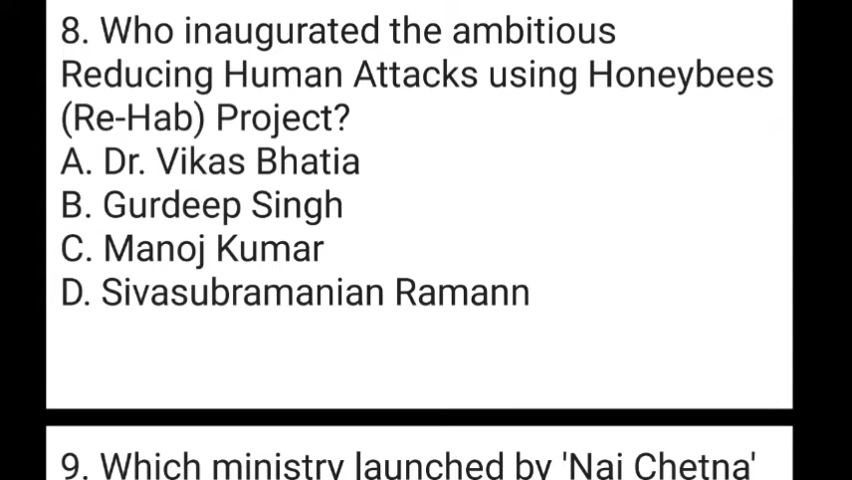 8. Who inaugurated the ambitious
Reducing Human Attacks using Honeybees
(Re-Hab) Project?
A. Dr. Vikas Bhatia
B. Gurdeep Singh
C. Manoj Kumar
D. Sivasubramanian Ramann
9. Which ministry launched by 'Nai Chetna'